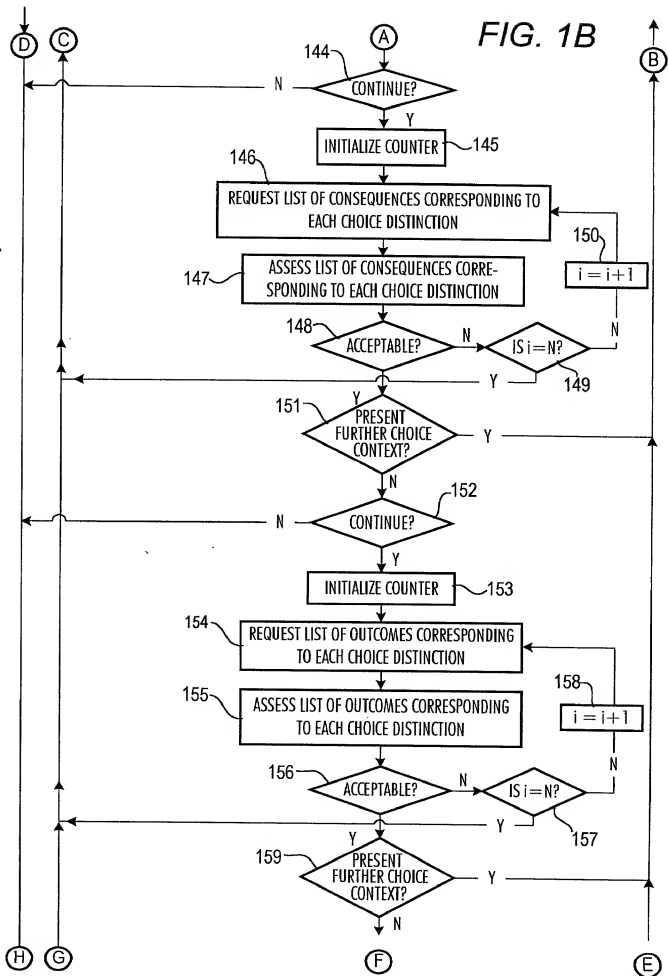 FIG. 1B
D
C
A
B
144
CONTINUE?
N
Y
INITIALIZE COUNTER
145
146
REQUEST LIST OF CONSEQUENCES CORRESPONDING TO
EACH CHOICE DISTINCTION
150
i = i+1
147
ASSESS LIST OF CONSEQUENCES CORRE-
SPONDING TO EACH CHOICE DISTINCTION
148
ACCEPTABLE?
N
IS i=N?
N
149
Y
151
Y
PRESENT
FURTHER CHOICE
CONTEXT?
Y
N
152
CONTINUE?
N
Y
INITIALIZE COUNTER
153
154
REQUEST LIST OF OUTCOMES CORRESPONDING
TO EACH CHOICE DISTINCTION
158
i = i+1
155
ASSESS LIST OF OUTCOMES CORRESPONDING
TO EACH CHOICE DISTINCTION
156
ACCEPTABLE?
N
IS i=N?
N
157
Y
159
Y
PRESENT
FURTHER CHOICE
CONTEXT?
Y
N
H
G
F
E